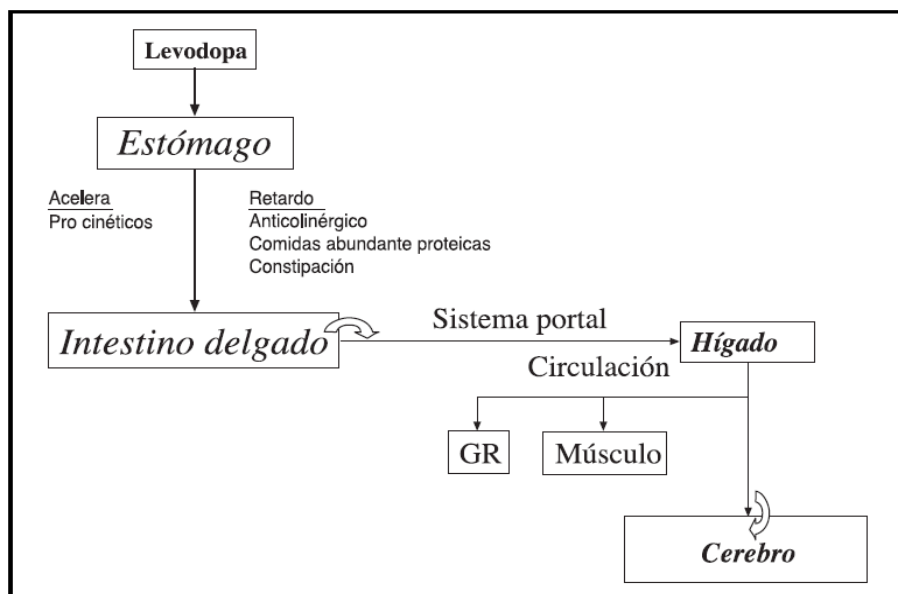 Levodopa
Estómago
Acelera
Pro cinéticos
Retardo
Anticolinérgico
Comidas abundante proteicas
Constipación
Intestino delgado
Sistema portal
Hígado
Circulación
GR
Músculo
Cerebro